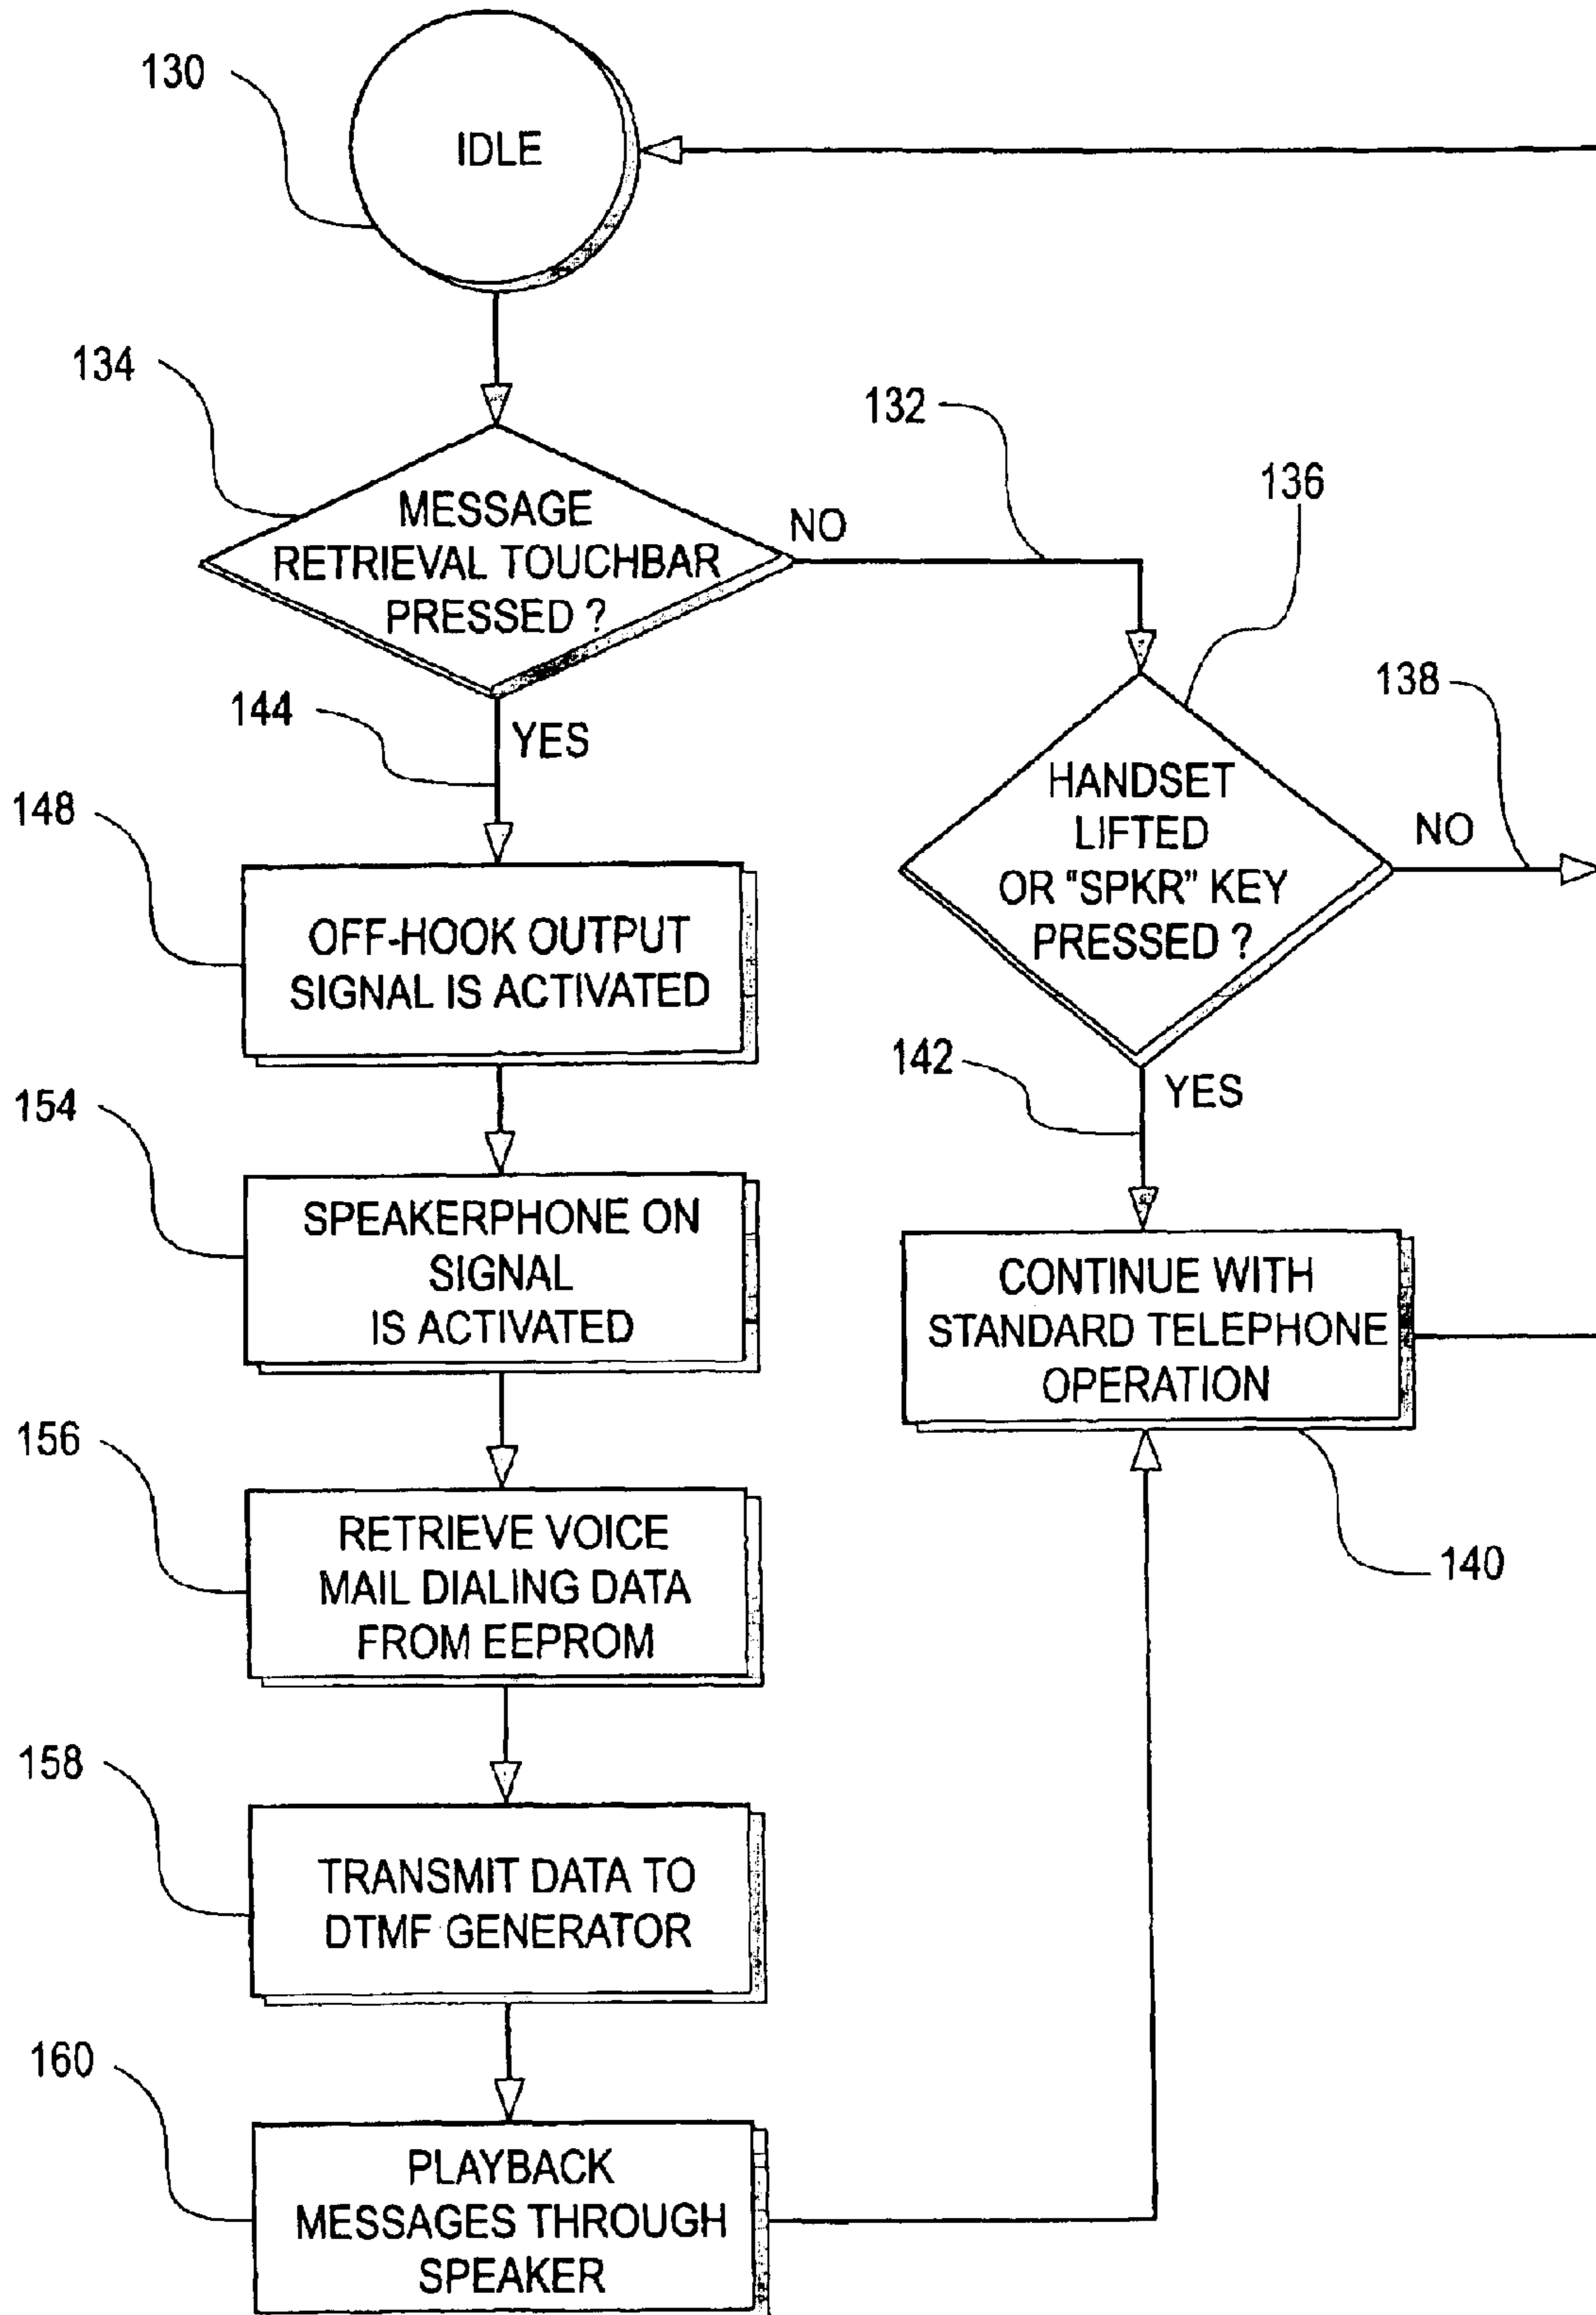 130
IDLE
134
MESSAGE
RETRIEVAL TOUCHBAR
PRESSED ?
NO
132
136
144
YES
HANDSET
LIFTED
OR "SPKR" KEY
PRESSED ?
NO
138
148
OFF-HOOK OUTPUT
SIGNAL IS ACTIVATED
142
YES
154
SPEAKERPHONE ON
SIGNAL
IS ACTIVATED
CONTINUE WITH
STANDARD TELEPHONE
OPERATION
140
156
RETRIEVE VOICE
MAIL DIALING DATA
FROM EEPROM
158
TRANSMIT DATA TO
DTMF GENERATOR
160
PLAYBACK
MESSAGES THROUGH
SPEAKER